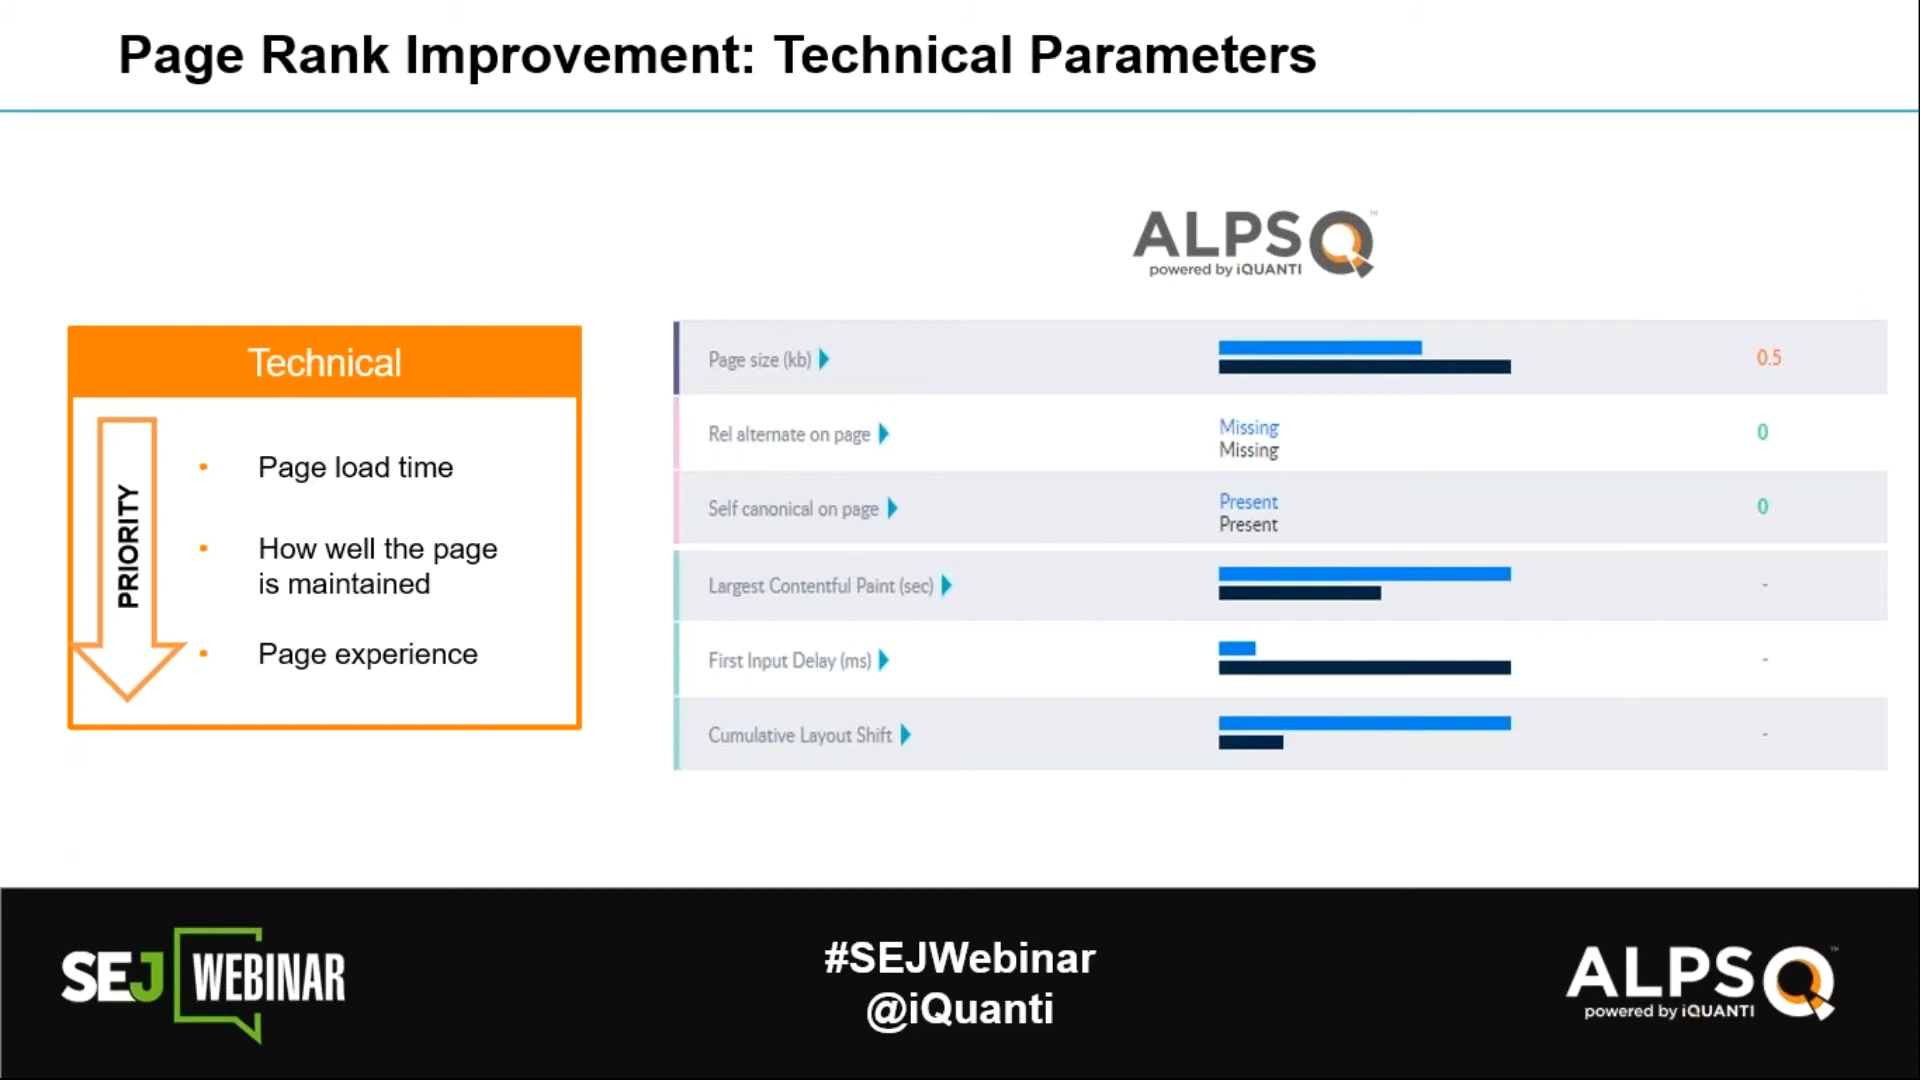 Page Rank Improvement: Technical Parameters
ALPSQ™
powered by iQUANTI
Technical
PRIORITY
• Page load time
• How well the page
is maintained
• Page experience
Page size (kb) 0.5
Rel alternate on page Missing 0
Missing
Self canonical on page Present 0
Present
Largest Contentful Paint (sec) -
First Input Delay (ms) -
Cumulative Layout Shift -
SEJ WEBINAR
#SEJWebinar
@iQuanti
ALPSQ™
powered by iQUANTI